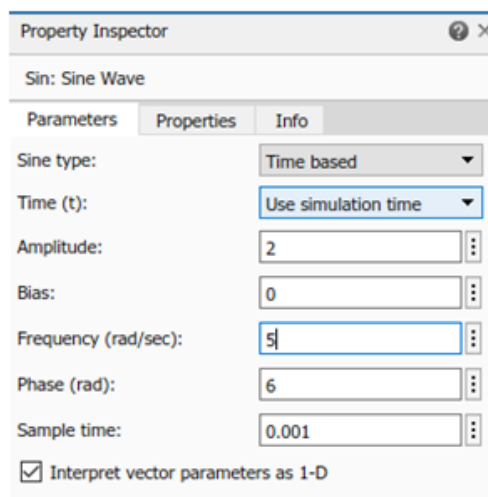 Property Inspector
Sin: Sine Wave
Parameters Properties Info
Sine type: Time based
Time (t): Use simulation time
Amplitude: 2
Bias: 0
Frequency (rad/sec): 5
Phase (rad): 6
Sample time: 0.001
Interpret vector parameters as 1-D